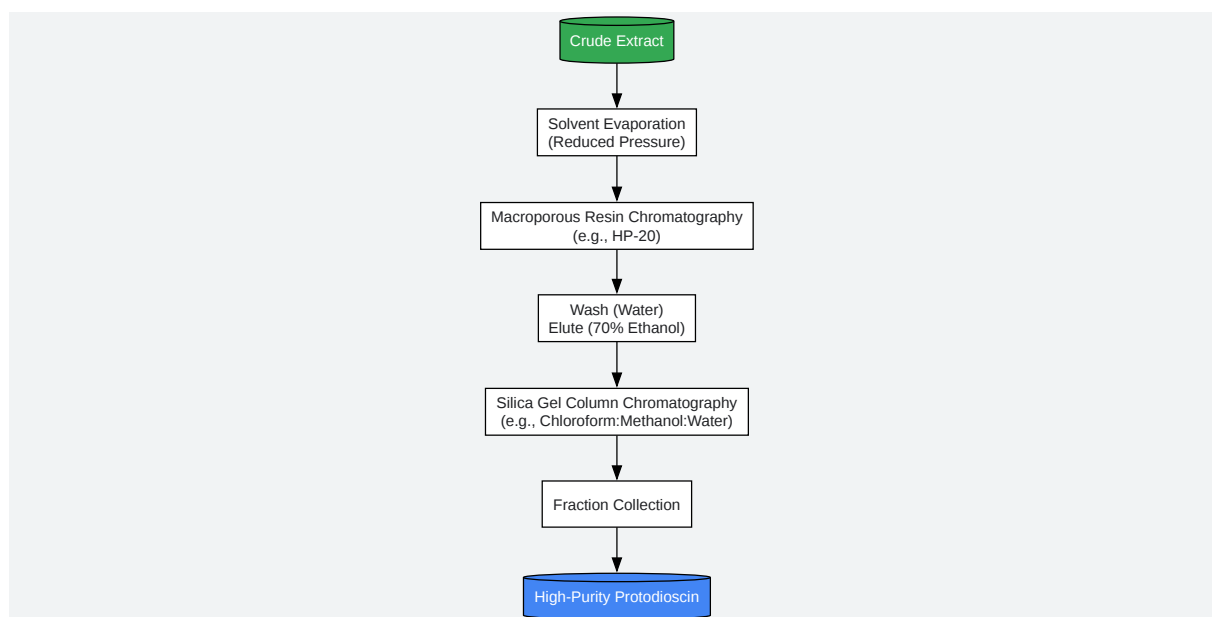 Crude Extract
Solvent Evaporation
(Reduced Pressure)
Macroporous Resin Chromatography
(e.g., HP-20)
Wash (Water)
Elute (70% Ethanol)
Silica Gel Column Chromatography
(e.g., Chloroform:Methanol:Water)
Fraction Collection
High-Purity Protodioscin